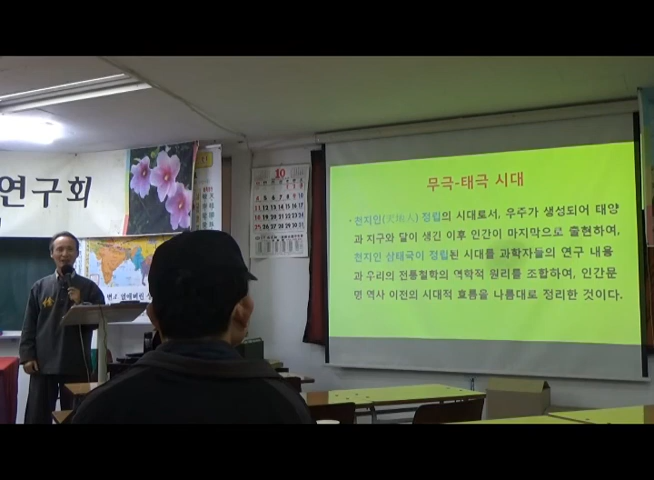 연구회
10
무극-태극 시대
· 천지인(天地人) 정립의 시대로서, 우주가 생성되어 태양
과 지구와 달이 생긴 이후 인간이 마지막으로 출현하여,
천지인 삼태극이 정립된 시대를 과학자들의 연구 내용
과 우리의 전통철학의 역학적 원리를 조합하여, 인간문
명 역사 이전의 시대적 흐름을 나름대로 정리한 것이다.